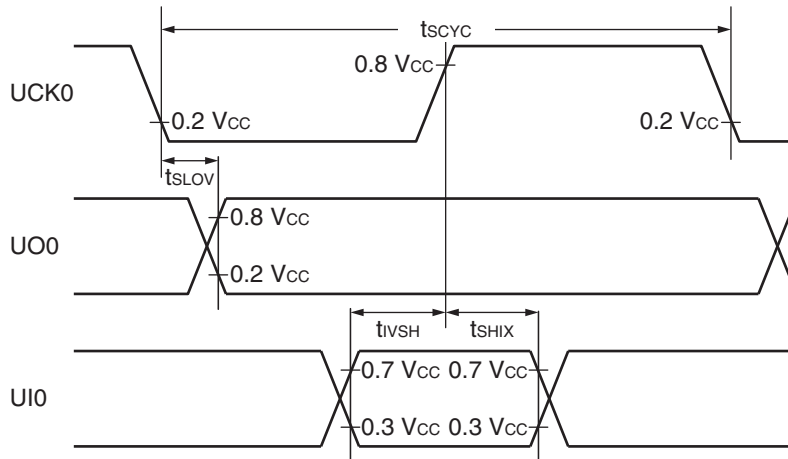 tSCYC
UCK0
0.8 VCC
0.2 VCC
0.2 VCC
tSLOV
UO0
0.8 VCC
0.2 VCC
tIVSH tSHIX
UI0
0.7 VCC 0.7 VCC
0.3 VCC 0.3 VCC